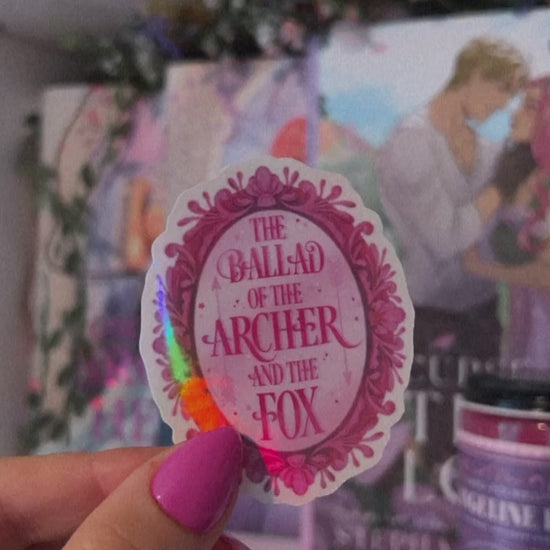 THE
BALLAD
OF THE
ARCHER
AND THE
FOX